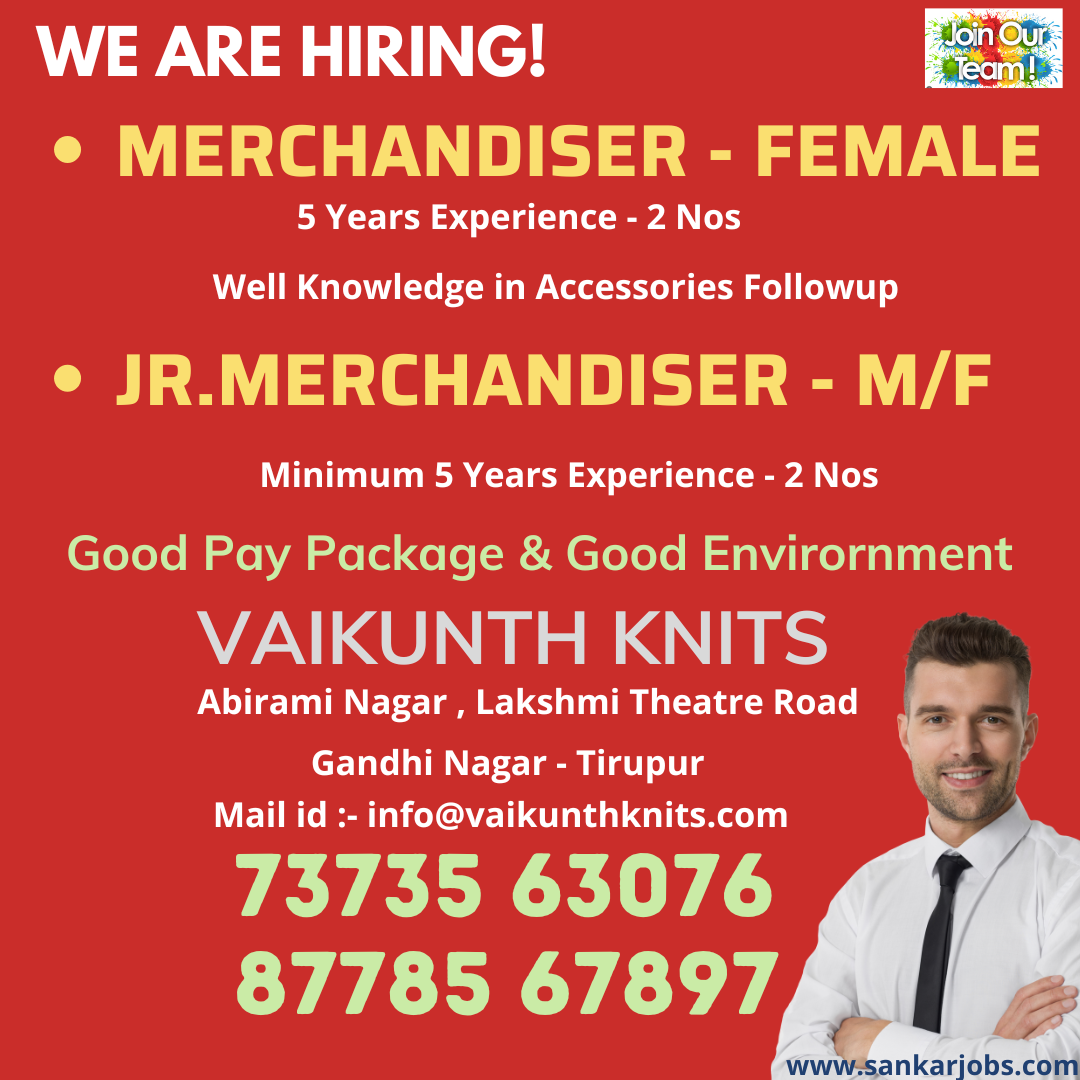 WE ARE HIRING!
Join Our
Team !
• MERCHANDISER - FEMALE
5 Years Experience - 2 Nos
Well Knowledge in Accessories Followup
• JR.MERCHANDISER - M/F
Minimum 5 Years Experience - 2 Nos
Good Pay Package & Good Envirornment
VAIKUNTH KNITS
Abirami Nagar , Lakshmi Theatre Road
Gandhi Nagar - Tirupur
Mail id :- info@vaikunthknits.com
73735 63076
87785 67897
www.sankarjobs.com